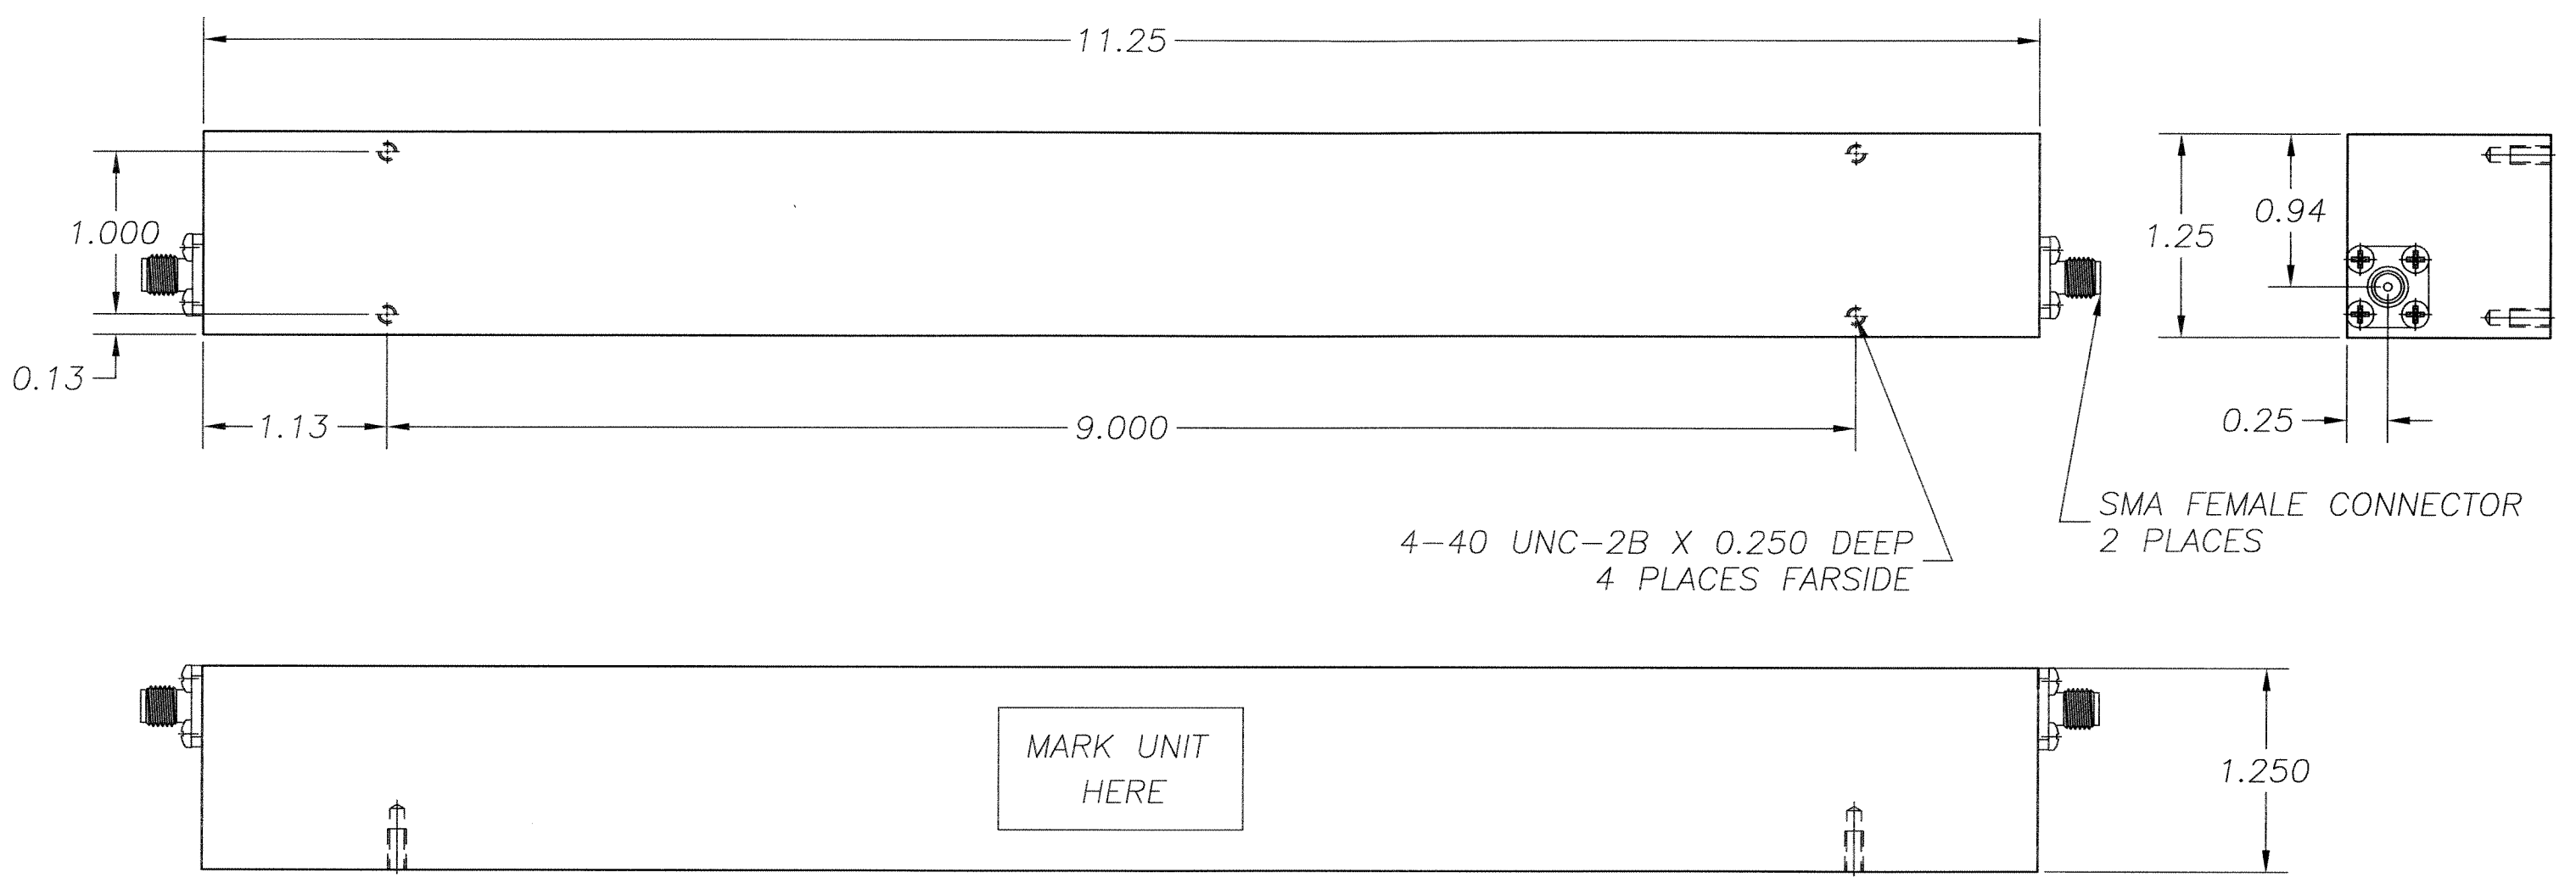 11.25
1.000
0.13
1.13
9.000
1.25
0.94
0.25
4-40 UNC-2B X 0.250 DEEP
4 PLACES FARSIDE
SMA FEMALE CONNECTOR
2 PLACES
MARK UNIT
HERE
1.250